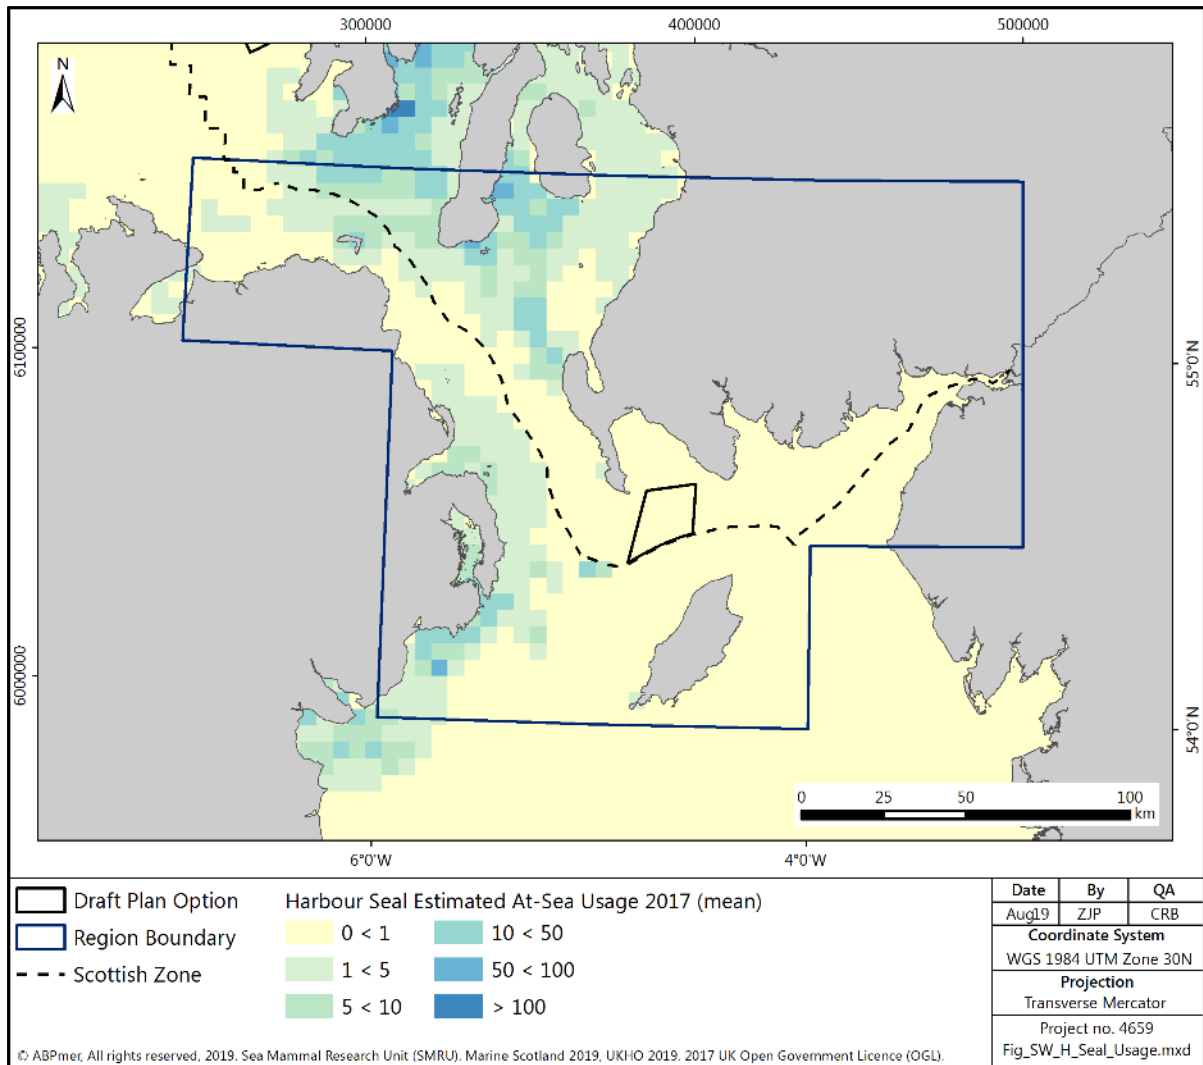 300000 400000 500000
N
6100000
6000000
55°0'N
54°0'N
0 25 50 100
km
6°0'W 4°0'W
Draft Plan Option
Region Boundary
Scottish Zone
Harbour Seal Estimated At-Sea Usage 2017 (mean)
0 < 1 10 < 50
1 < 5 50 < 100
5 < 10 > 100
Date By QA
Aug19 ZJP CRB
Coordinate System
WGS 1984 UTM Zone 30N
Projection
Transverse Mercator
Project no. 4659
Fig_SW_H_Seal_Usage.mxd
© ABPmer, All rights reserved, 2019. Sea Mammal Research Unit (SMRU). Marine Scotland 2019, UKHO 2019. 2017 UK Open Government Licence (OGL).